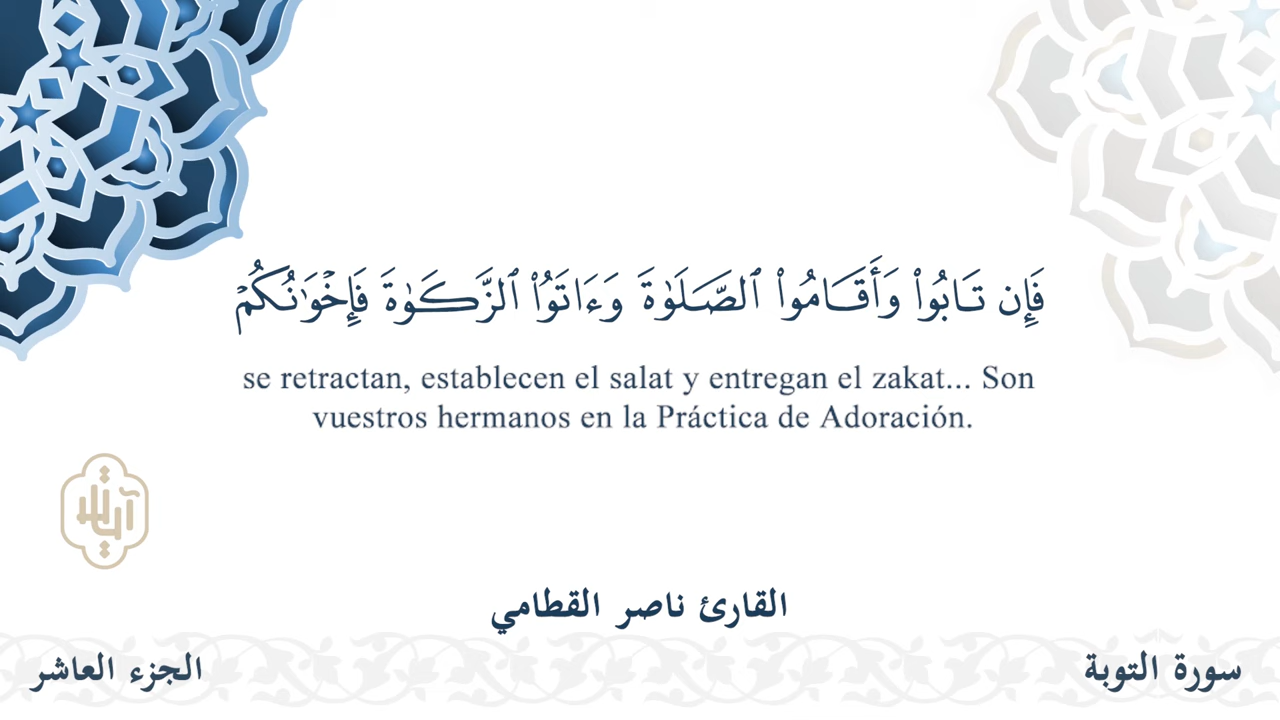 فَإِن تَابُوا۟ وَأَقَامُوا۟ ٱلصَّلَوٰةَ وَءَاتَوُا۟ ٱلزَّكَوٰةَ فَإِخْوَٰنُكُمْ
se retractan, establecen el salat y entregan el zakat... Son
vuestros hermanos en la Práctica de Adoración.
القارئ ناصر القطامي
سورة التوبة
الجزء العاشر